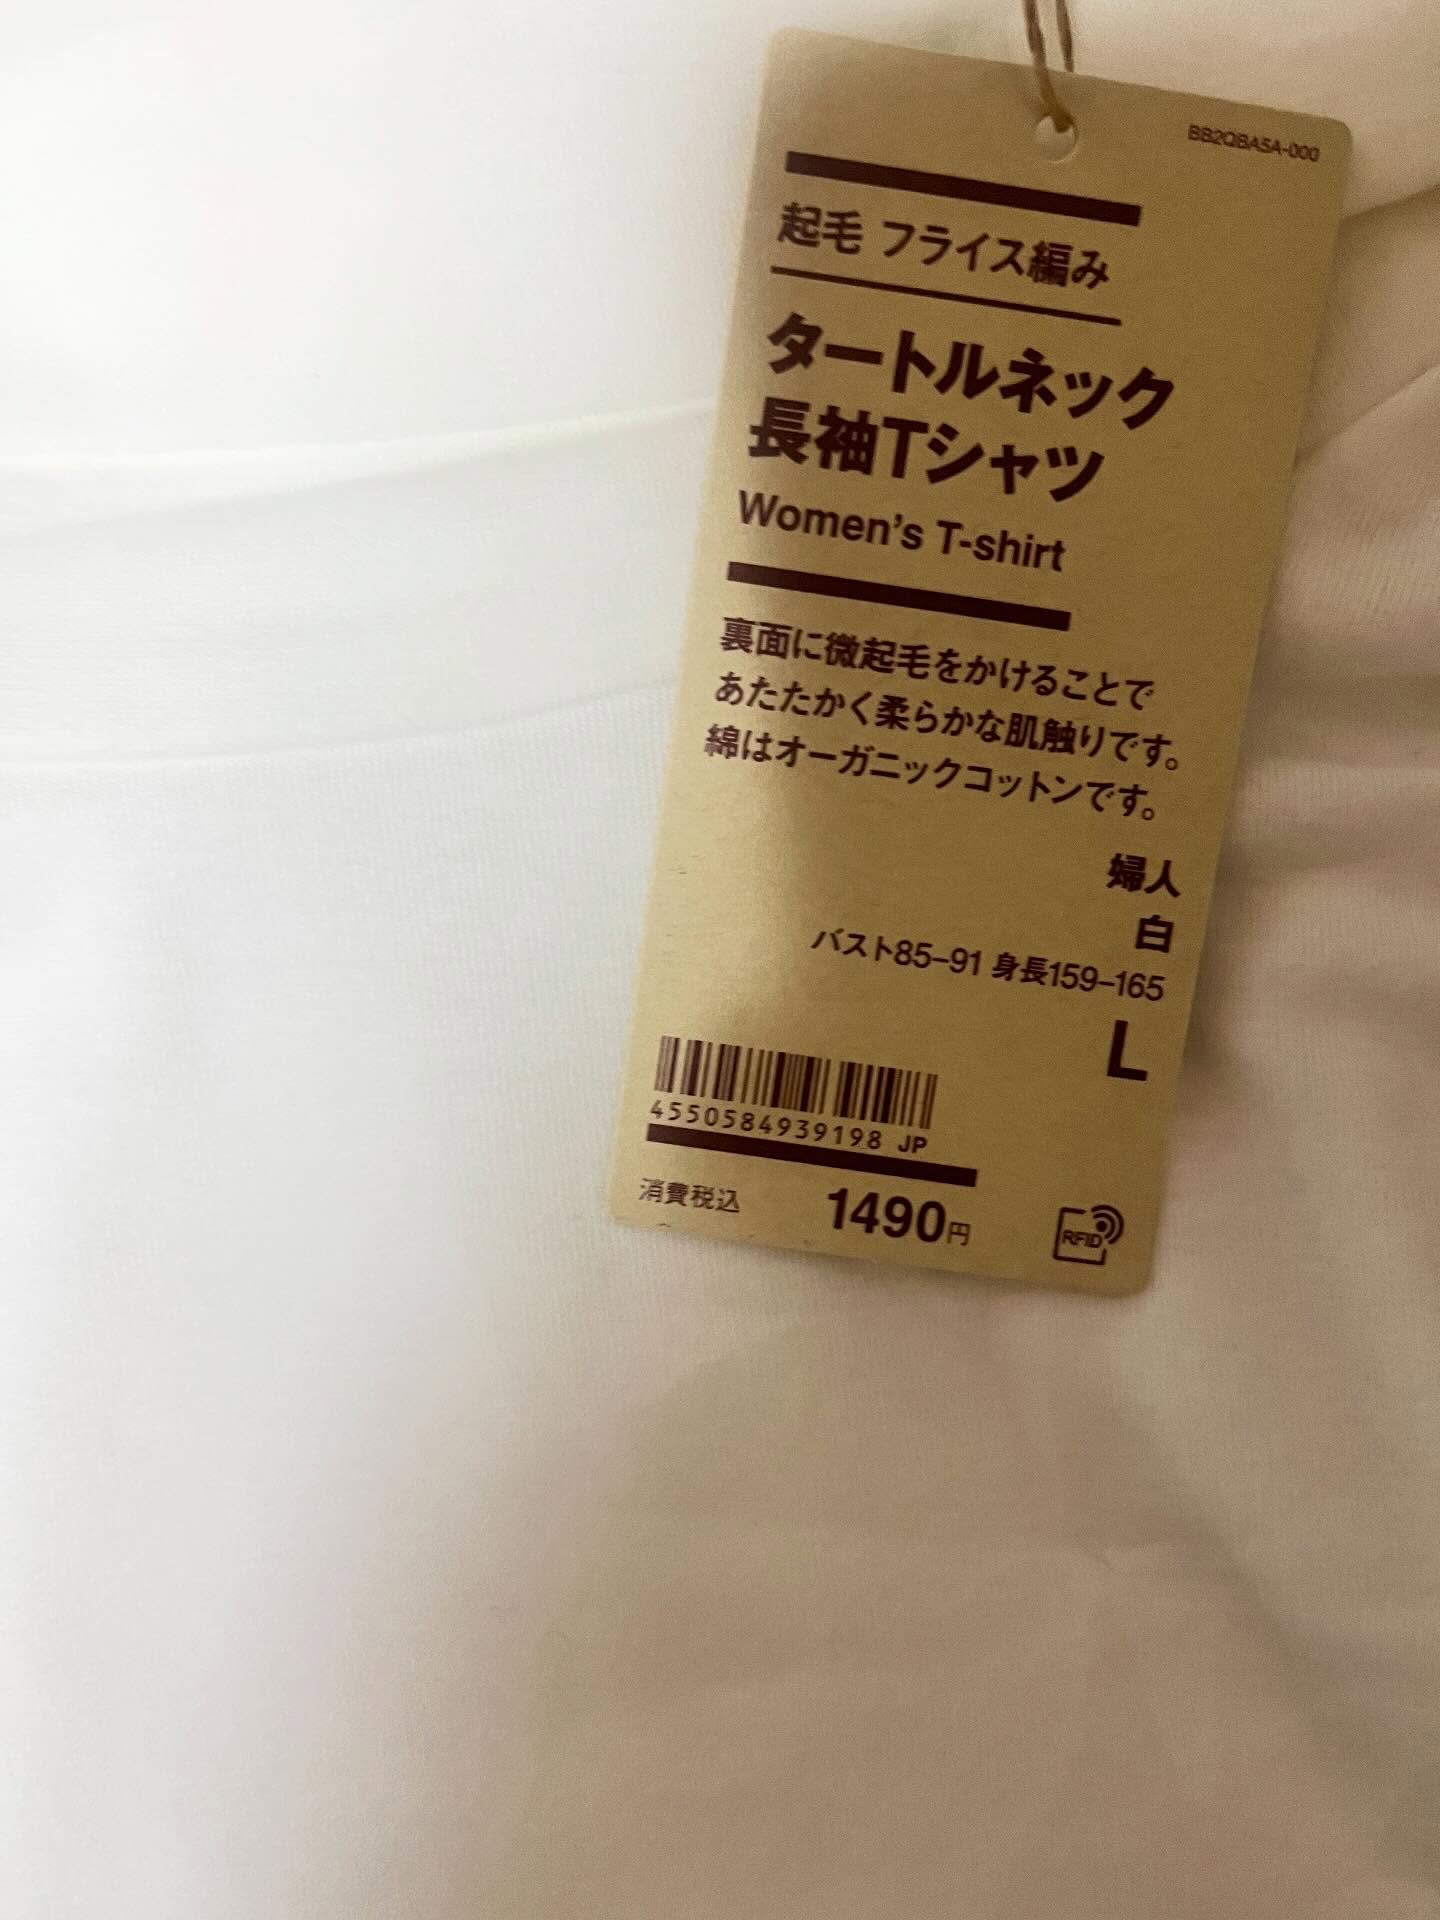 BB2QBA5A-000
起毛 フライス編み
タートルネック
長袖Tシャツ
Women's T-shirt
裏面に微起毛をかけることで
あたたかく柔らかな肌触りです。
綿はオーガニックコットンです。
婦人
白
バスト85–91 身長159–165
L
4550584939198 JP
消費税込 1490円
RFID